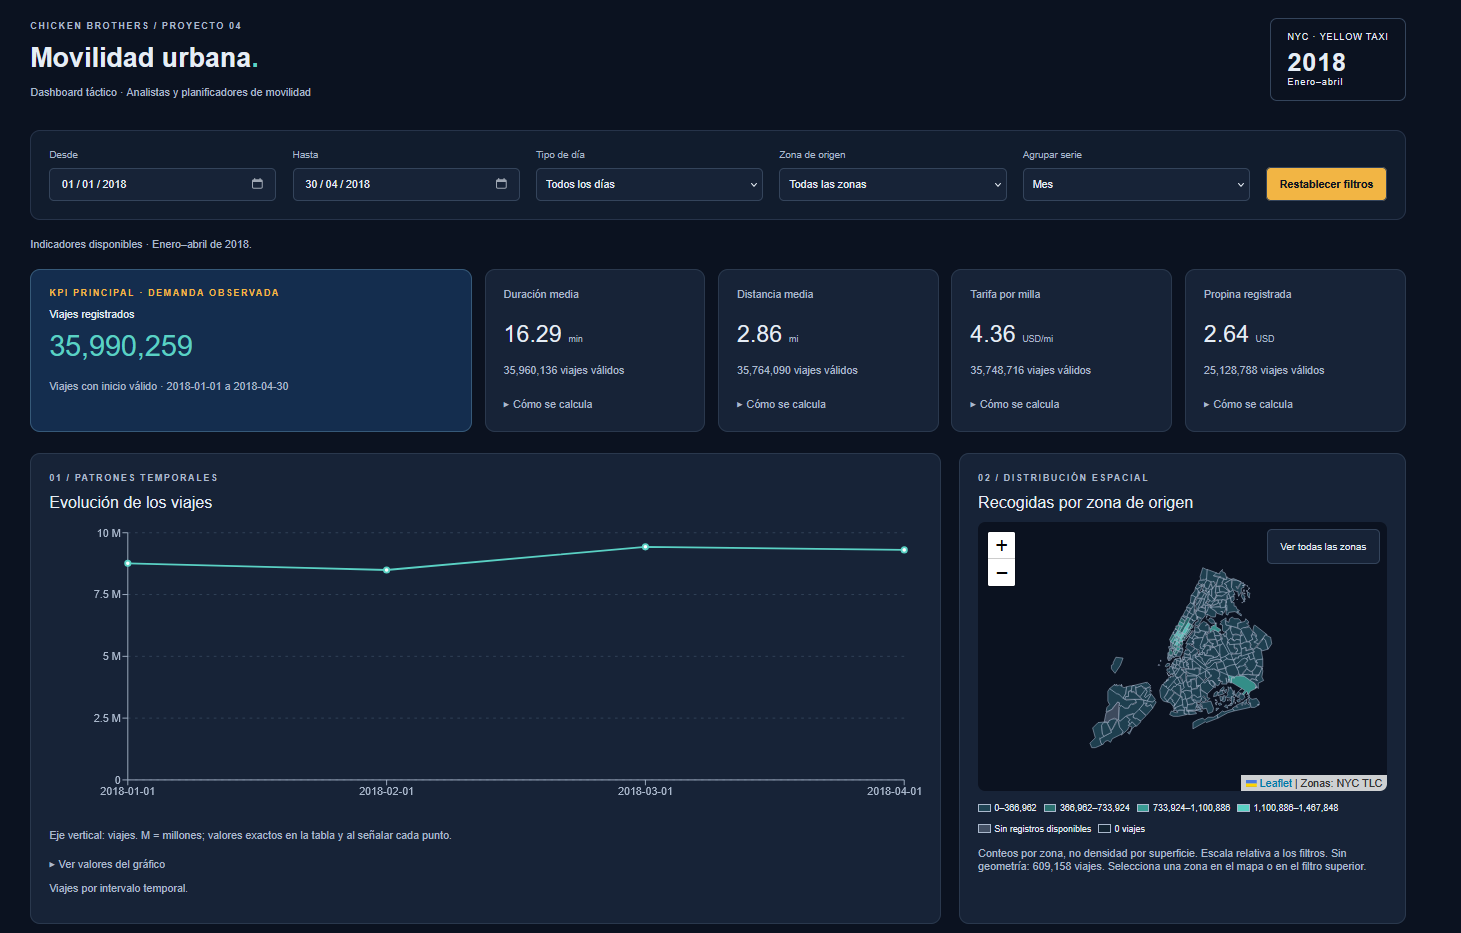 CHICKEN BROTHERS / PROYECTO 04
Movilidad urbana.
Dashboard táctico · Analistas y planificadores de movilidad
NYC · YELLOW TAXI
2018
Enero–abril
Desde
01 / 01 / 2018
Hasta
30 / 04 / 2018
Tipo de día
Todos los días
Zona de origen
Todas las zonas
Agrupar serie
Mes
Restablecer filtros
Indicadores disponibles · Enero–abril de 2018.
KPI PRINCIPAL · DEMANDA OBSERVADA
Viajes registrados
35,990,259
Viajes con inicio válido · 2018-01-01 a 2018-04-30
Duración media
16.29 min
35,960,136 viajes válidos
▸ Cómo se calcula
Distancia media
2.86 mi
35,764,090 viajes válidos
▸ Cómo se calcula
Tarifa por milla
4.36 USD/mi
35,748,716 viajes válidos
▸ Cómo se calcula
Propina registrada
2.64 USD
25,128,788 viajes válidos
▸ Cómo se calcula
01 / PATRONES TEMPORALES
Evolución de los viajes
10 M
7.5 M
5 M
2.5 M
0
2018-01-01
2018-02-01
2018-03-01
2018-04-01
Eje vertical: viajes. M = millones; valores exactos en la tabla y al señalar cada punto.
▸ Ver valores del gráfico
Viajes por intervalo temporal.
02 / DISTRIBUCIÓN ESPACIAL
Recogidas por zona de origen
+
−
Ver todas las zonas
Leaflet | Zonas: NYC TLC
0–366,962
366,962–733,924
733,924–1,100,886
1,100,886–1,467,848
Sin registros disponibles
0 viajes
Conteos por zona, no densidad por superficie. Escala relativa a los filtros. Sin
geometría: 609,158 viajes. Selecciona una zona en el mapa o en el filtro superior.